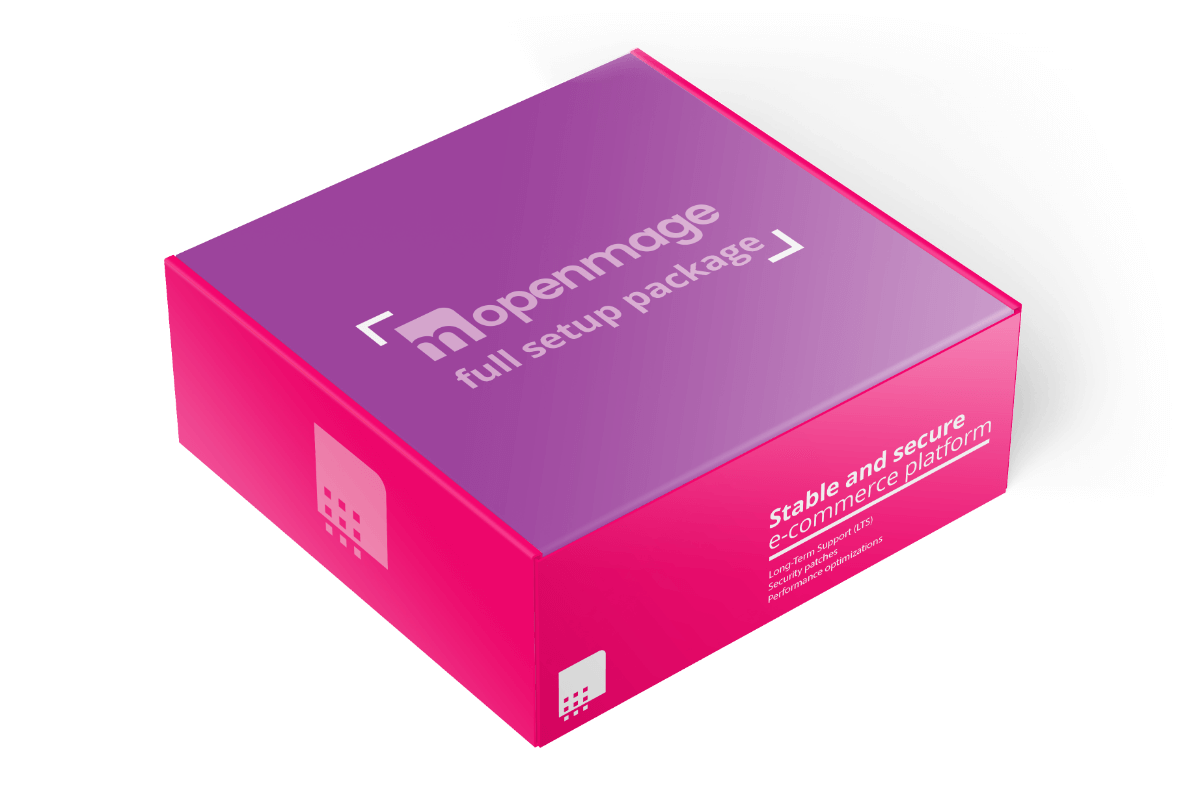 openmage
full setup package
Stable and secure
e-commerce platform
Long-Term Support (LTS)
Security patches
Performance optimizations